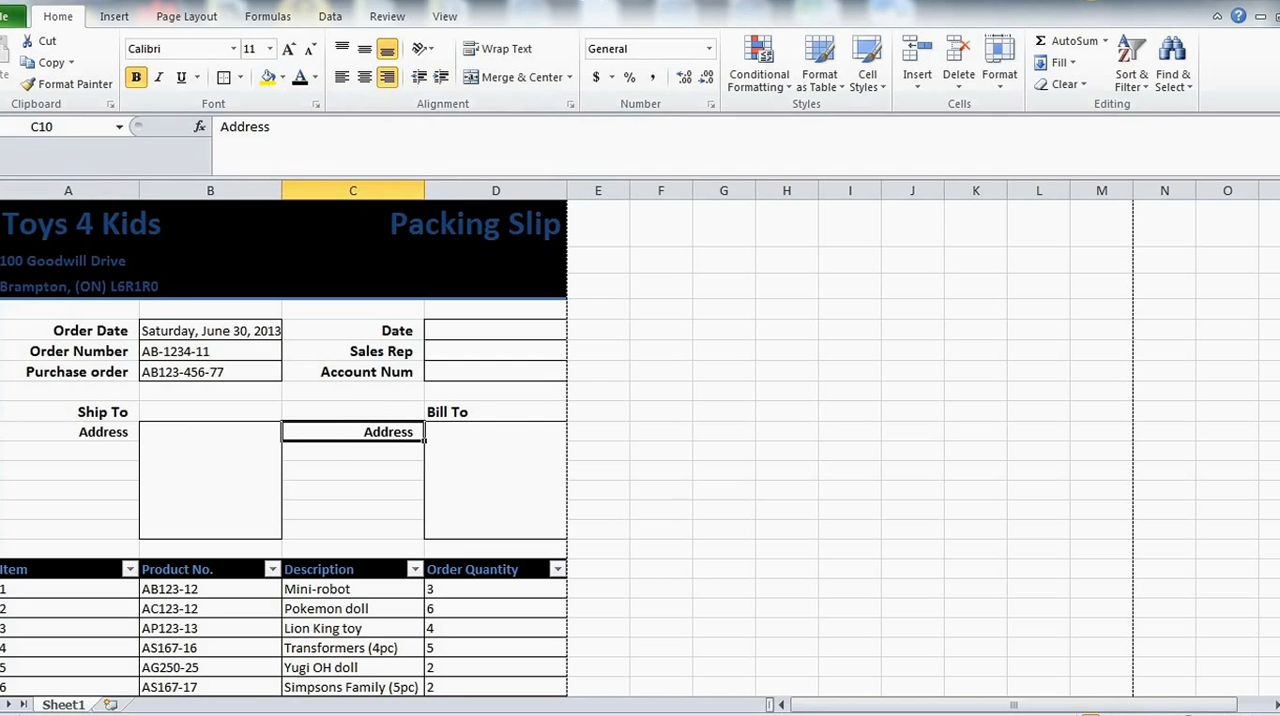 Home Insert Page Layout Formulas Data Review View
Cut Calibri 11 Wrap Text General AutoSum
Copy Fill
Format Painter B I U Merge & Center $ % , Conditional Formatting Format as Table Cell Styles Insert Delete Format Clear Sort & Filter Find & Select
Clipboard Font Alignment Number Styles Cells Editing
C10 fx Address
A B C D E F G H I J K L M N O
Toys 4 Kids Packing Slip
100 Goodwill Drive
Brampton, (ON) L6R1R0
Order Date Saturday, June 30, 2013 Date
Order Number AB-1234-11 Sales Rep
Purchase order AB123-456-77 Account Num
Ship To Bill To
Address Address
Item Product No. Description Order Quantity
1 AB123-12 Mini-robot 3
2 AC123-12 Pokemon doll 6
3 AP123-13 Lion King toy 4
4 AS167-16 Transformers (4pc) 5
5 AG250-25 Yugi OH doll 2
6 AS167-17 Simpsons Family (5pc) 2
Sheet1